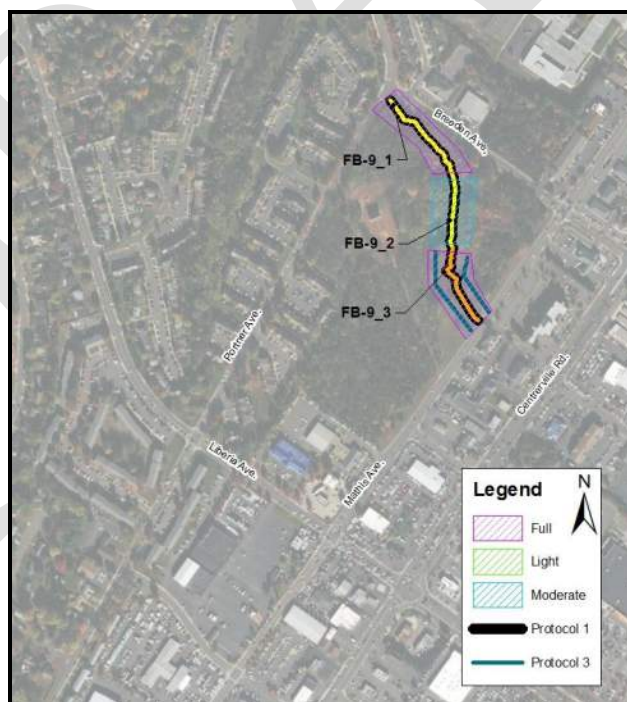 Breeden Ave.
FB-9_1
FB-9_2
FB-9_3
Portner Ave.
Centreville Rd.
Liberia Ave.
Mathis Ave.
Legend
N
Full
Light
Moderate
Protocol 1
Protocol 3